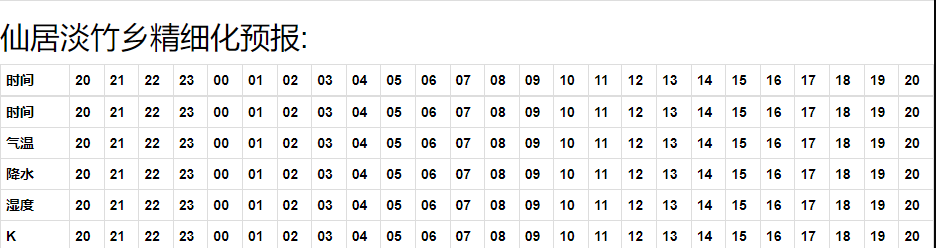 仙居淡竹乡精细化预报:
时间 20 21 22 23 00 01 02 03 04 05 06 07 08 09 10 11 12 13 14 15 16 17 18 19 20
时间 20 21 22 23 00 01 02 03 04 05 06 07 08 09 10 11 12 13 14 15 16 17 18 19 20
气温 20 21 22 23 00 01 02 03 04 05 06 07 08 09 10 11 12 13 14 15 16 17 18 19 20
降水 20 21 22 23 00 01 02 03 04 05 06 07 08 09 10 11 12 13 14 15 16 17 18 19 20
湿度 20 21 22 23 00 01 02 03 04 05 06 07 08 09 10 11 12 13 14 15 16 17 18 19 20
K 20 21 22 23 00 01 02 03 04 05 06 07 08 09 10 11 12 13 14 15 16 17 18 19 20